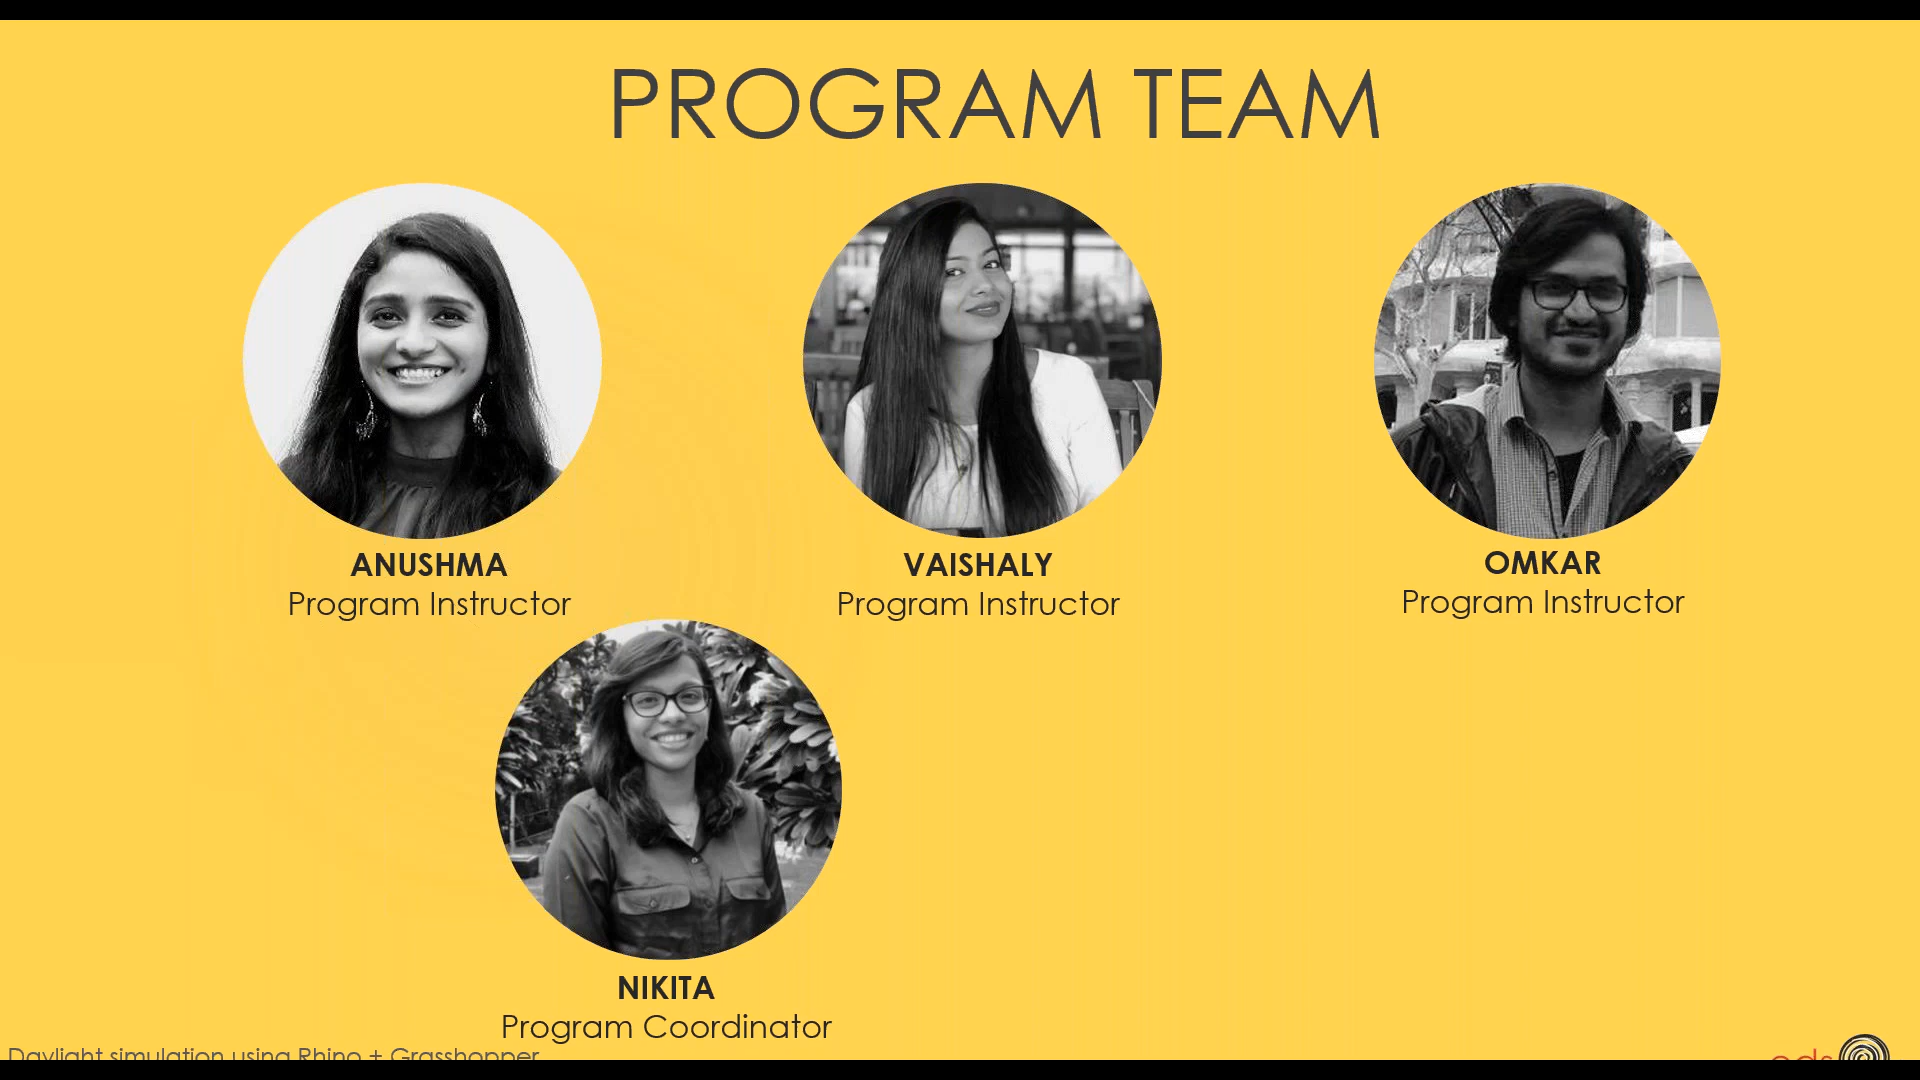 PROGRAM TEAM
ANUSHMA
Program Instructor
VAISHALY
Program Instructor
OMKAR
Program Instructor
NIKITA
Program Coordinator
Daylight simulation using Rhino + Grasshopper
eds